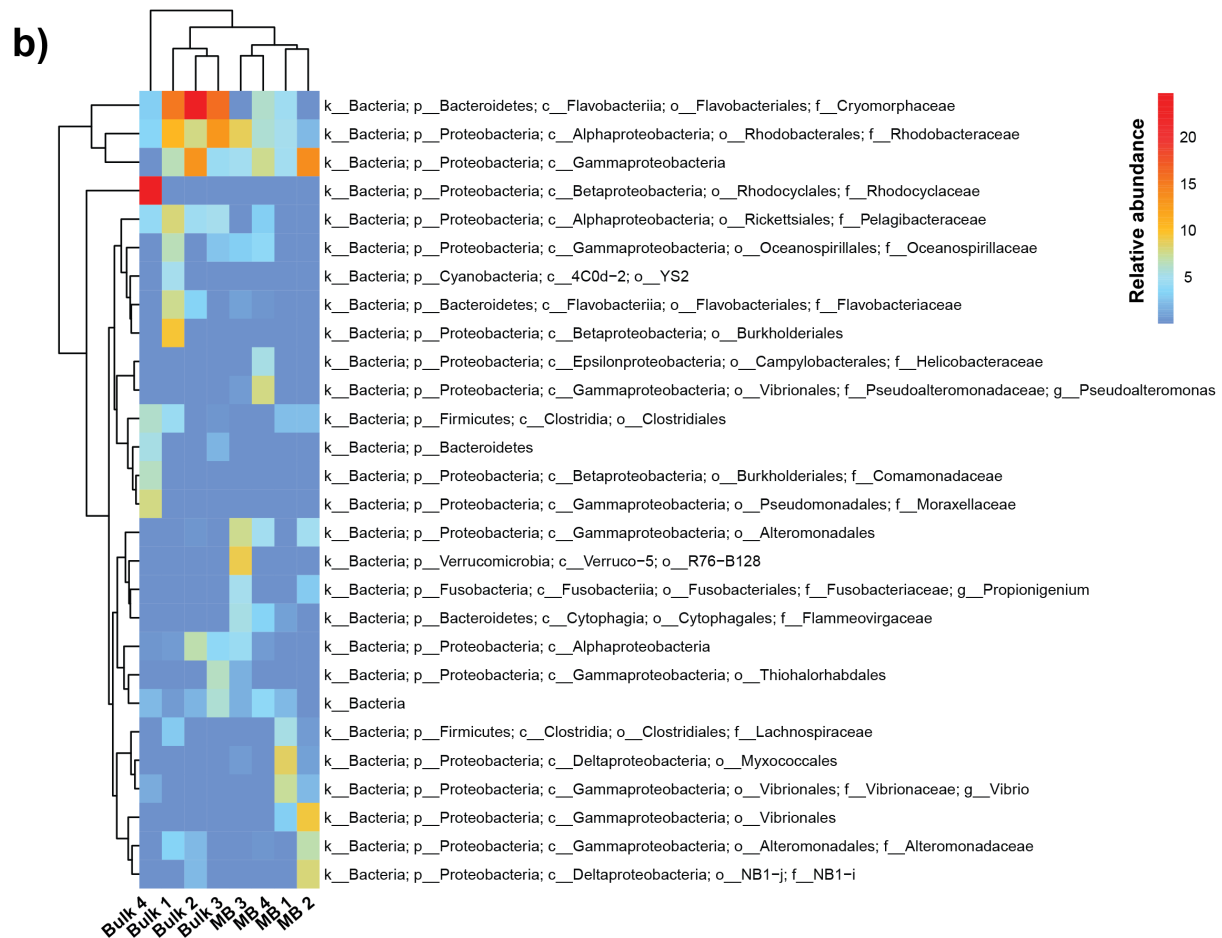 b)
k__Bacteria; p__Bacteroidetes; c__Flavobacteriia; o__Flavobacteriales; f__Cryomorphaceae
k__Bacteria; p__Proteobacteria; c__Alphaproteobacteria; o__Rhodobacterales; f__Rhodobacteraceae
k__Bacteria; p__Proteobacteria; c__Gammaproteobacteria
k__Bacteria; p__Proteobacteria; c__Betaproteobacteria; o__Rhodocyclales; f__Rhodocyclaceae
k__Bacteria; p__Proteobacteria; c__Alphaproteobacteria; o__Rickettsiales; f__Pelagibacteraceae
k__Bacteria; p__Proteobacteria; c__Gammaproteobacteria; o__Oceanospirillales; f__Oceanospirillaceae
k__Bacteria; p__Cyanobacteria; c__4C0d−2; o__YS2
k__Bacteria; p__Bacteroidetes; c__Flavobacteriia; o__Flavobacteriales; f__Flavobacteriaceae
k__Bacteria; p__Proteobacteria; c__Betaproteobacteria; o__Burkholderiales
k__Bacteria; p__Proteobacteria; c__Epsilonproteobacteria; o__Campylobacterales; f__Helicobacteraceae
k__Bacteria; p__Proteobacteria; c__Gammaproteobacteria; o__Vibrionales; f__Pseudoalteromonadaceae; g__Pseudoalteromonas
k__Bacteria; p__Firmicutes; c__Clostridia; o__Clostridiales
k__Bacteria; p__Bacteroidetes
k__Bacteria; p__Proteobacteria; c__Betaproteobacteria; o__Burkholderiales; f__Comamonadaceae
k__Bacteria; p__Proteobacteria; c__Gammaproteobacteria; o__Pseudomonadales; f__Moraxellaceae
k__Bacteria; p__Proteobacteria; c__Gammaproteobacteria; o__Alteromonadales
k__Bacteria; p__Verrucomicrobia; c__Verruco−5; o__R76−B128
k__Bacteria; p__Fusobacteria; c__Fusobacteriia; o__Fusobacteriales; f__Fusobacteriaceae; g__Propionigenium
k__Bacteria; p__Bacteroidetes; c__Cytophagia; o__Cytophagales; f__Flammeovirgaceae
k__Bacteria; p__Proteobacteria; c__Alphaproteobacteria
k__Bacteria; p__Proteobacteria; c__Gammaproteobacteria; o__Thiohalorhabdales
k__Bacteria
k__Bacteria; p__Firmicutes; c__Clostridia; o__Clostridiales; f__Lachnospiraceae
k__Bacteria; p__Proteobacteria; c__Deltaproteobacteria; o__Myxococcales
k__Bacteria; p__Proteobacteria; c__Gammaproteobacteria; o__Vibrionales; f__Vibrionaceae; g__Vibrio
k__Bacteria; p__Proteobacteria; c__Gammaproteobacteria; o__Vibrionales
k__Bacteria; p__Proteobacteria; c__Gammaproteobacteria; o__Alteromonadales; f__Alteromonadaceae
k__Bacteria; p__Proteobacteria; c__Deltaproteobacteria; o__NB1−j; f__NB1−i
Bulk 4
Bulk 1
Bulk 2
Bulk 3
MB 3
MB 4
MB 1
MB 2
Relative abundance
20
15
10
5